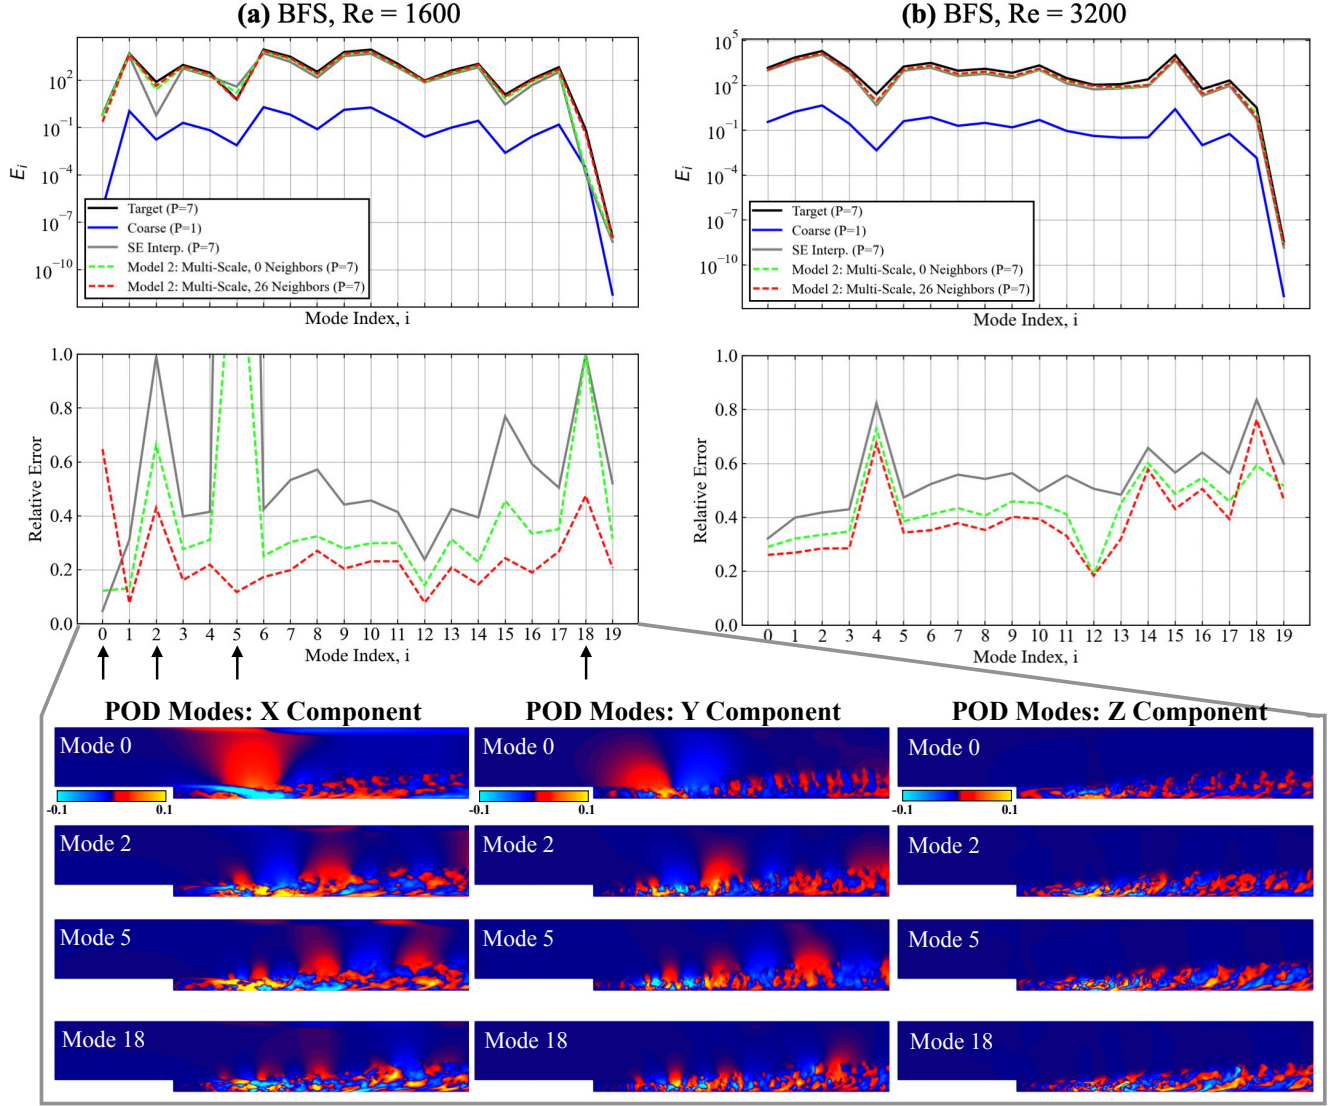 (a) BFS, Re = 1600
10^2
10^-1
10^-4
10^-7
10^-10
E_i
Target (P=7)
Coarse (P=1)
SE Interp. (P=7)
Model 2: Multi-Scale, 0 Neighbors (P=7)
Model 2: Multi-Scale, 26 Neighbors (P=7)
Mode Index, i
(b) BFS, Re = 3200
10^5
10^2
10^-1
10^-4
10^-7
10^-10
E_i
Target (P=7)
Coarse (P=1)
SE Interp. (P=7)
Model 2: Multi-Scale, 0 Neighbors (P=7)
Model 2: Multi-Scale, 26 Neighbors (P=7)
Mode Index, i
1.0
0.8
0.6
0.4
0.2
0.0
Relative Error
0 1 2 3 4 5 6 7 8 9 10 11 12 13 14 15 16 17 18 19
Mode Index, i
1.0
0.8
0.6
0.4
0.2
0.0
Relative Error
0 1 2 3 4 5 6 7 8 9 10 11 12 13 14 15 16 17 18 19
Mode Index, i
POD Modes: X Component
Mode 0
-0.1 0.1
Mode 2
Mode 5
Mode 18
POD Modes: Y Component
Mode 0
-0.1 0.1
Mode 2
Mode 5
Mode 18
POD Modes: Z Component
Mode 0
-0.1 0.1
Mode 2
Mode 5
Mode 18